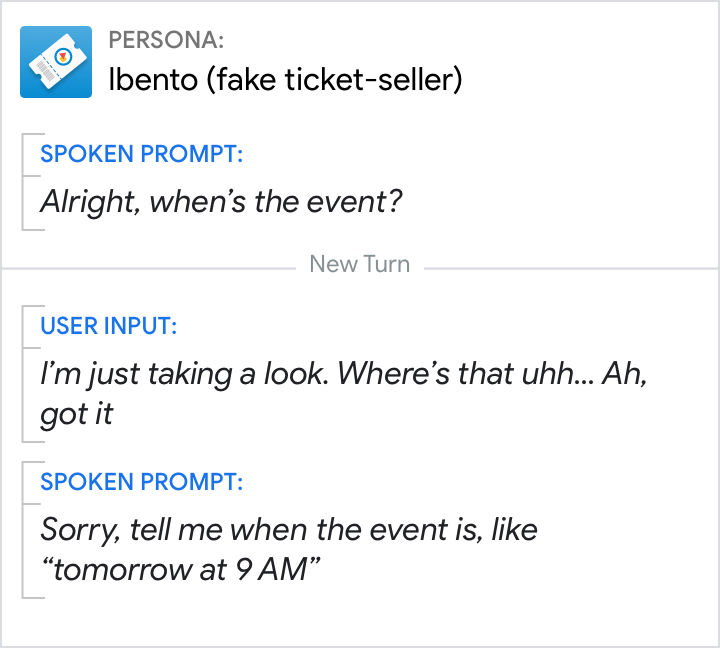 PERSONA:
Ibento (fake ticket-seller)
SPOKEN PROMPT:
Alright, when’s the event?
New Turn
USER INPUT:
I’m just taking a look. Where’s that uhh... Ah,
got it
SPOKEN PROMPT:
Sorry, tell me when the event is, like
“tomorrow at 9 AM”